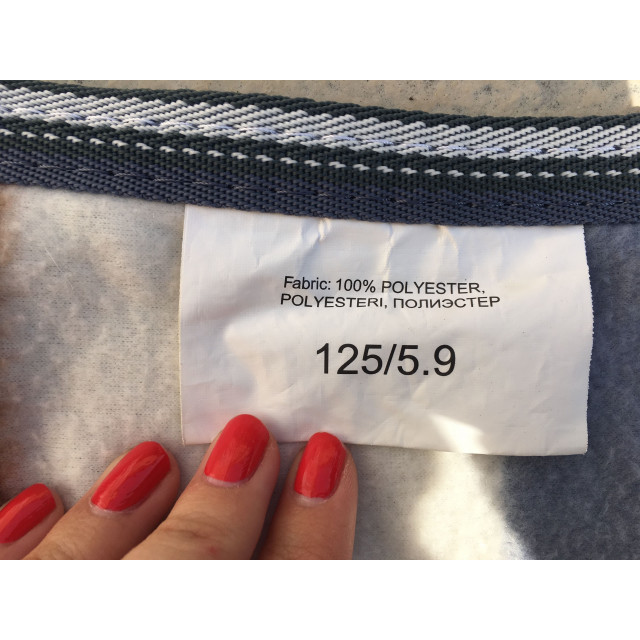 Fabric: 100% POLYESTER,
POLYESTERI, ПОЛИЭСТЕР
125/5.9